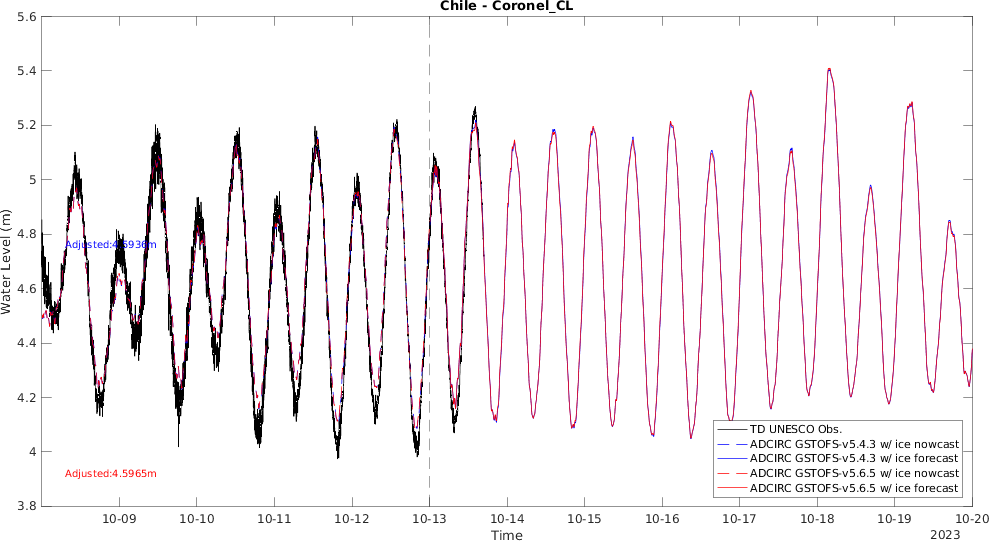 Chile - Coronel_CL
5.6
5.4
5.2
5
4.8
4.6
4.4
4.2
4
3.8
Water Level (m)
Adjusted:4.5936m
Adjusted:4.5965m
TD UNESCO Obs.
ADCIRC GSTOFS-v5.4.3 w/ ice nowcast
ADCIRC GSTOFS-v5.4.3 w/ ice forecast
ADCIRC GSTOFS-v5.6.5 w/ ice nowcast
ADCIRC GSTOFS-v5.6.5 w/ ice forecast
10-09 10-10 10-11 10-12 10-13 10-14 10-15 10-16 10-17 10-18 10-19 10-20
Time
2023